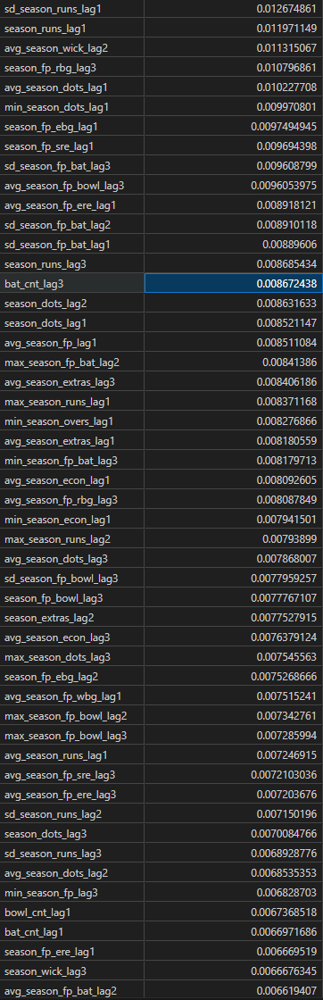 sd_season_runs_lag1 0.012674861
season_runs_lag1 0.011971149
avg_season_wick_lag2 0.011315067
season_fp_rbg_lag3 0.010796861
avg_season_dots_lag1 0.010227708
min_season_dots_lag1 0.009970801
season_fp_ebg_lag1 0.0097494945
season_fp_sre_lag1 0.009694398
sd_season_fp_bat_lag3 0.009608799
avg_season_fp_bowl_lag3 0.0096053975
avg_season_fp_ere_lag1 0.008918121
sd_season_fp_bat_lag2 0.008910118
sd_season_fp_bat_lag1 0.00889606
season_runs_lag3 0.008685434
bat_cnt_lag3 0.008672438
season_dots_lag2 0.008631633
season_dots_lag1 0.008521147
avg_season_fp_lag1 0.008511084
max_season_fp_bat_lag2 0.00841386
avg_season_extras_lag3 0.008406186
max_season_runs_lag1 0.008371168
min_season_overs_lag1 0.008276866
avg_season_extras_lag1 0.008180559
min_season_fp_bat_lag3 0.008179713
avg_season_econ_lag1 0.008092605
avg_season_fp_rbg_lag3 0.008087849
min_season_econ_lag1 0.007941501
max_season_runs_lag2 0.00793899
avg_season_dots_lag3 0.007868007
sd_season_fp_bowl_lag3 0.0077959257
season_fp_bowl_lag3 0.0077767107
season_extras_lag2 0.0077527915
avg_season_econ_lag3 0.0076379124
max_season_dots_lag3 0.007545563
season_fp_ebg_lag2 0.0075268666
avg_season_fp_wbg_lag1 0.007515241
max_season_fp_bowl_lag2 0.007342761
max_season_fp_bowl_lag3 0.007285994
avg_season_runs_lag1 0.007246915
avg_season_fp_sre_lag3 0.0072103036
avg_season_fp_ere_lag3 0.007203676
sd_season_runs_lag2 0.007150196
season_dots_lag3 0.0070084766
sd_season_runs_lag3 0.0068928776
avg_season_dots_lag2 0.0068535353
min_season_fp_lag3 0.006828703
bowl_cnt_lag1 0.0067368518
bat_cnt_lag1 0.0066971686
season_fp_ere_lag1 0.006669519
season_wick_lag3 0.0066676345
avg_season_fp_bat_lag2 0.006619407